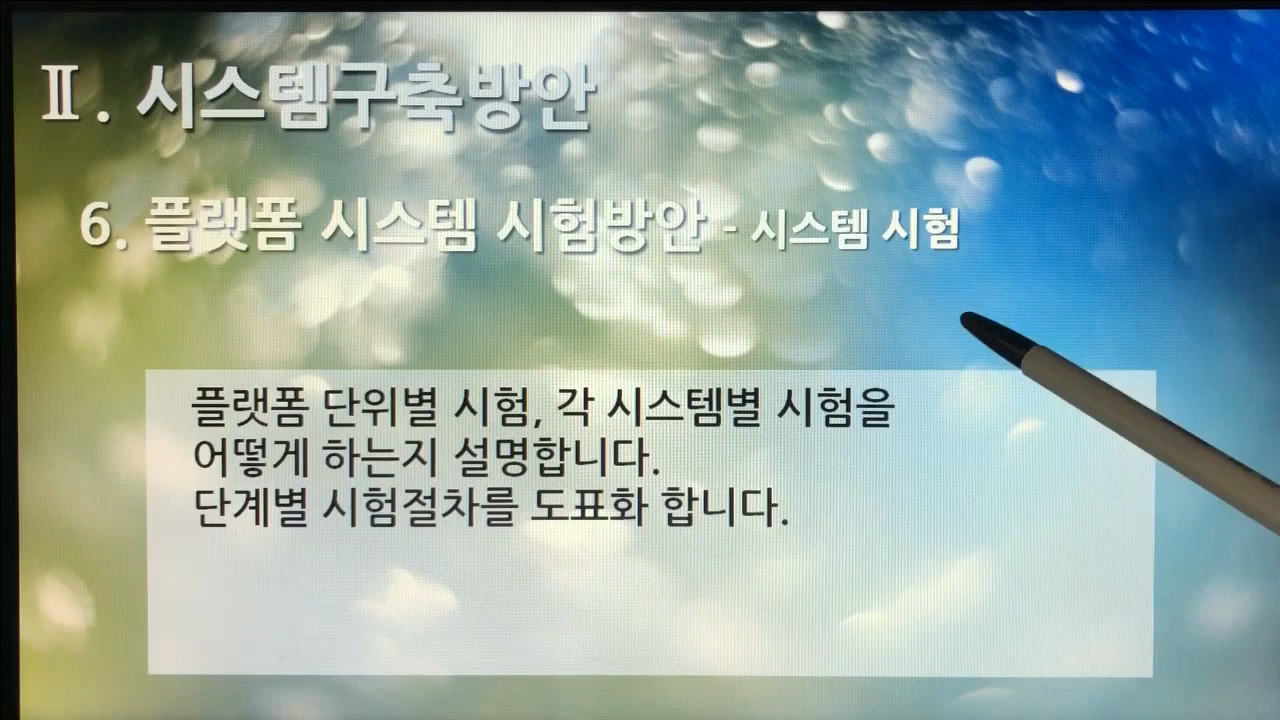 Ⅱ. 시스템구축방안
6. 플랫폼 시스템 시험방안 - 시스템 시험
플랫폼 단위별 시험, 각 시스템별 시험을
어떻게 하는지 설명합니다.
단계별 시험절차를 도표화 합니다.